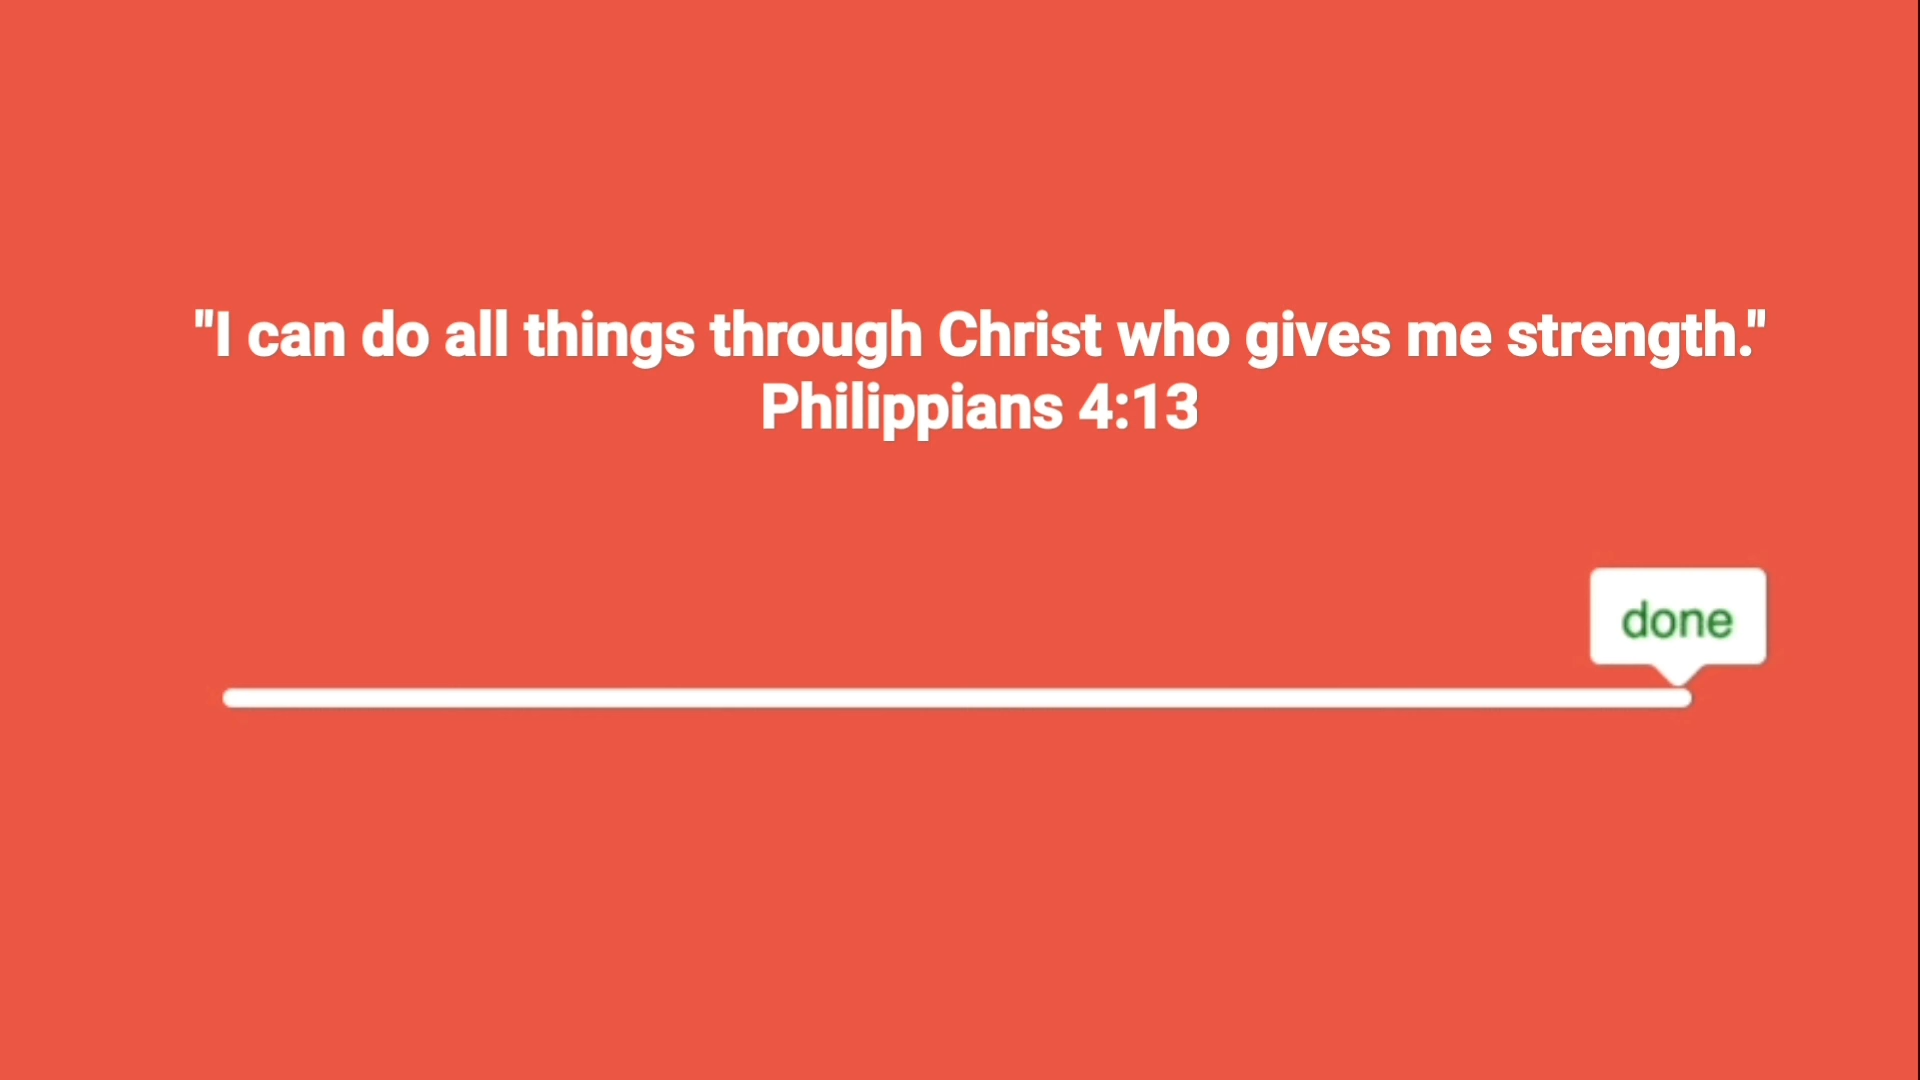 "I can do all things through Christ who gives me strength."
Philippians 4:13
done